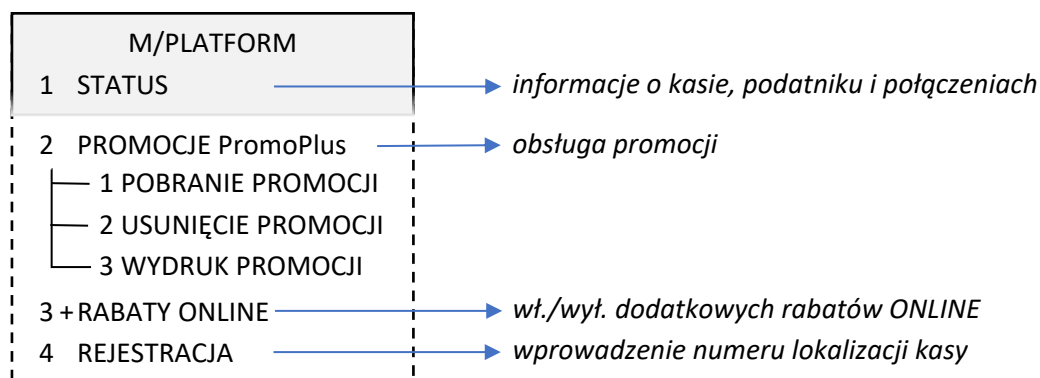 M/PLATFORM
1 STATUS informacje o kasie, podatniku i połączeniach
2 PROMOCJE PromoPlus obsługa promocji
1 POBRANIE PROMOCJI
2 USUNIĘCIE PROMOCJI
3 WYDRUK PROMOCJI
3 + RABATY ONLINE wł./wył. dodatkowych rabatów ONLINE
4 REJESTRACJA wprowadzenie numeru lokalizacji kasy